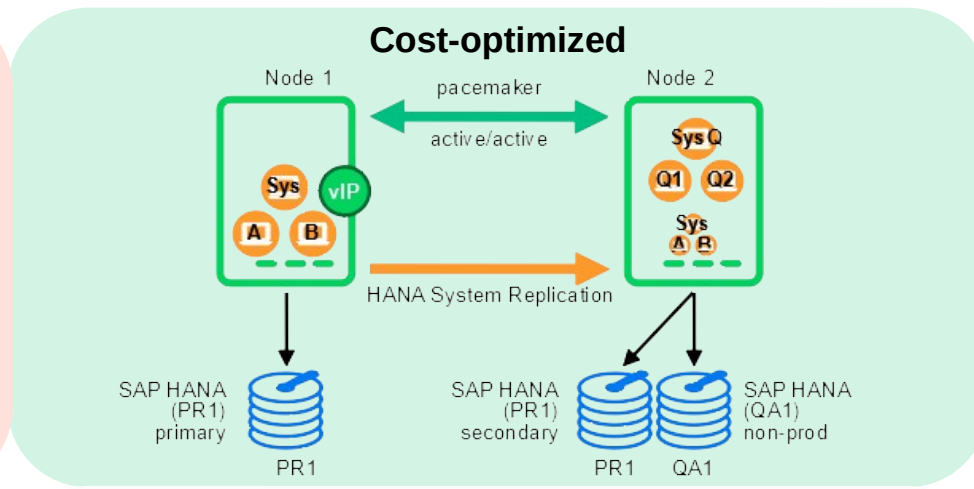 Cost-optimized
Node 1
pacemaker
Node 2
active/active
Sys
vIP
A
B
Sys Q
Q1
Q2
Sys
A
B
HANA System Replication
SAP HANA
(PR1)
primary
PR1
SAP HANA
(PR1)
secondary
PR1
QA1
SAP HANA
(QA1)
non-prod